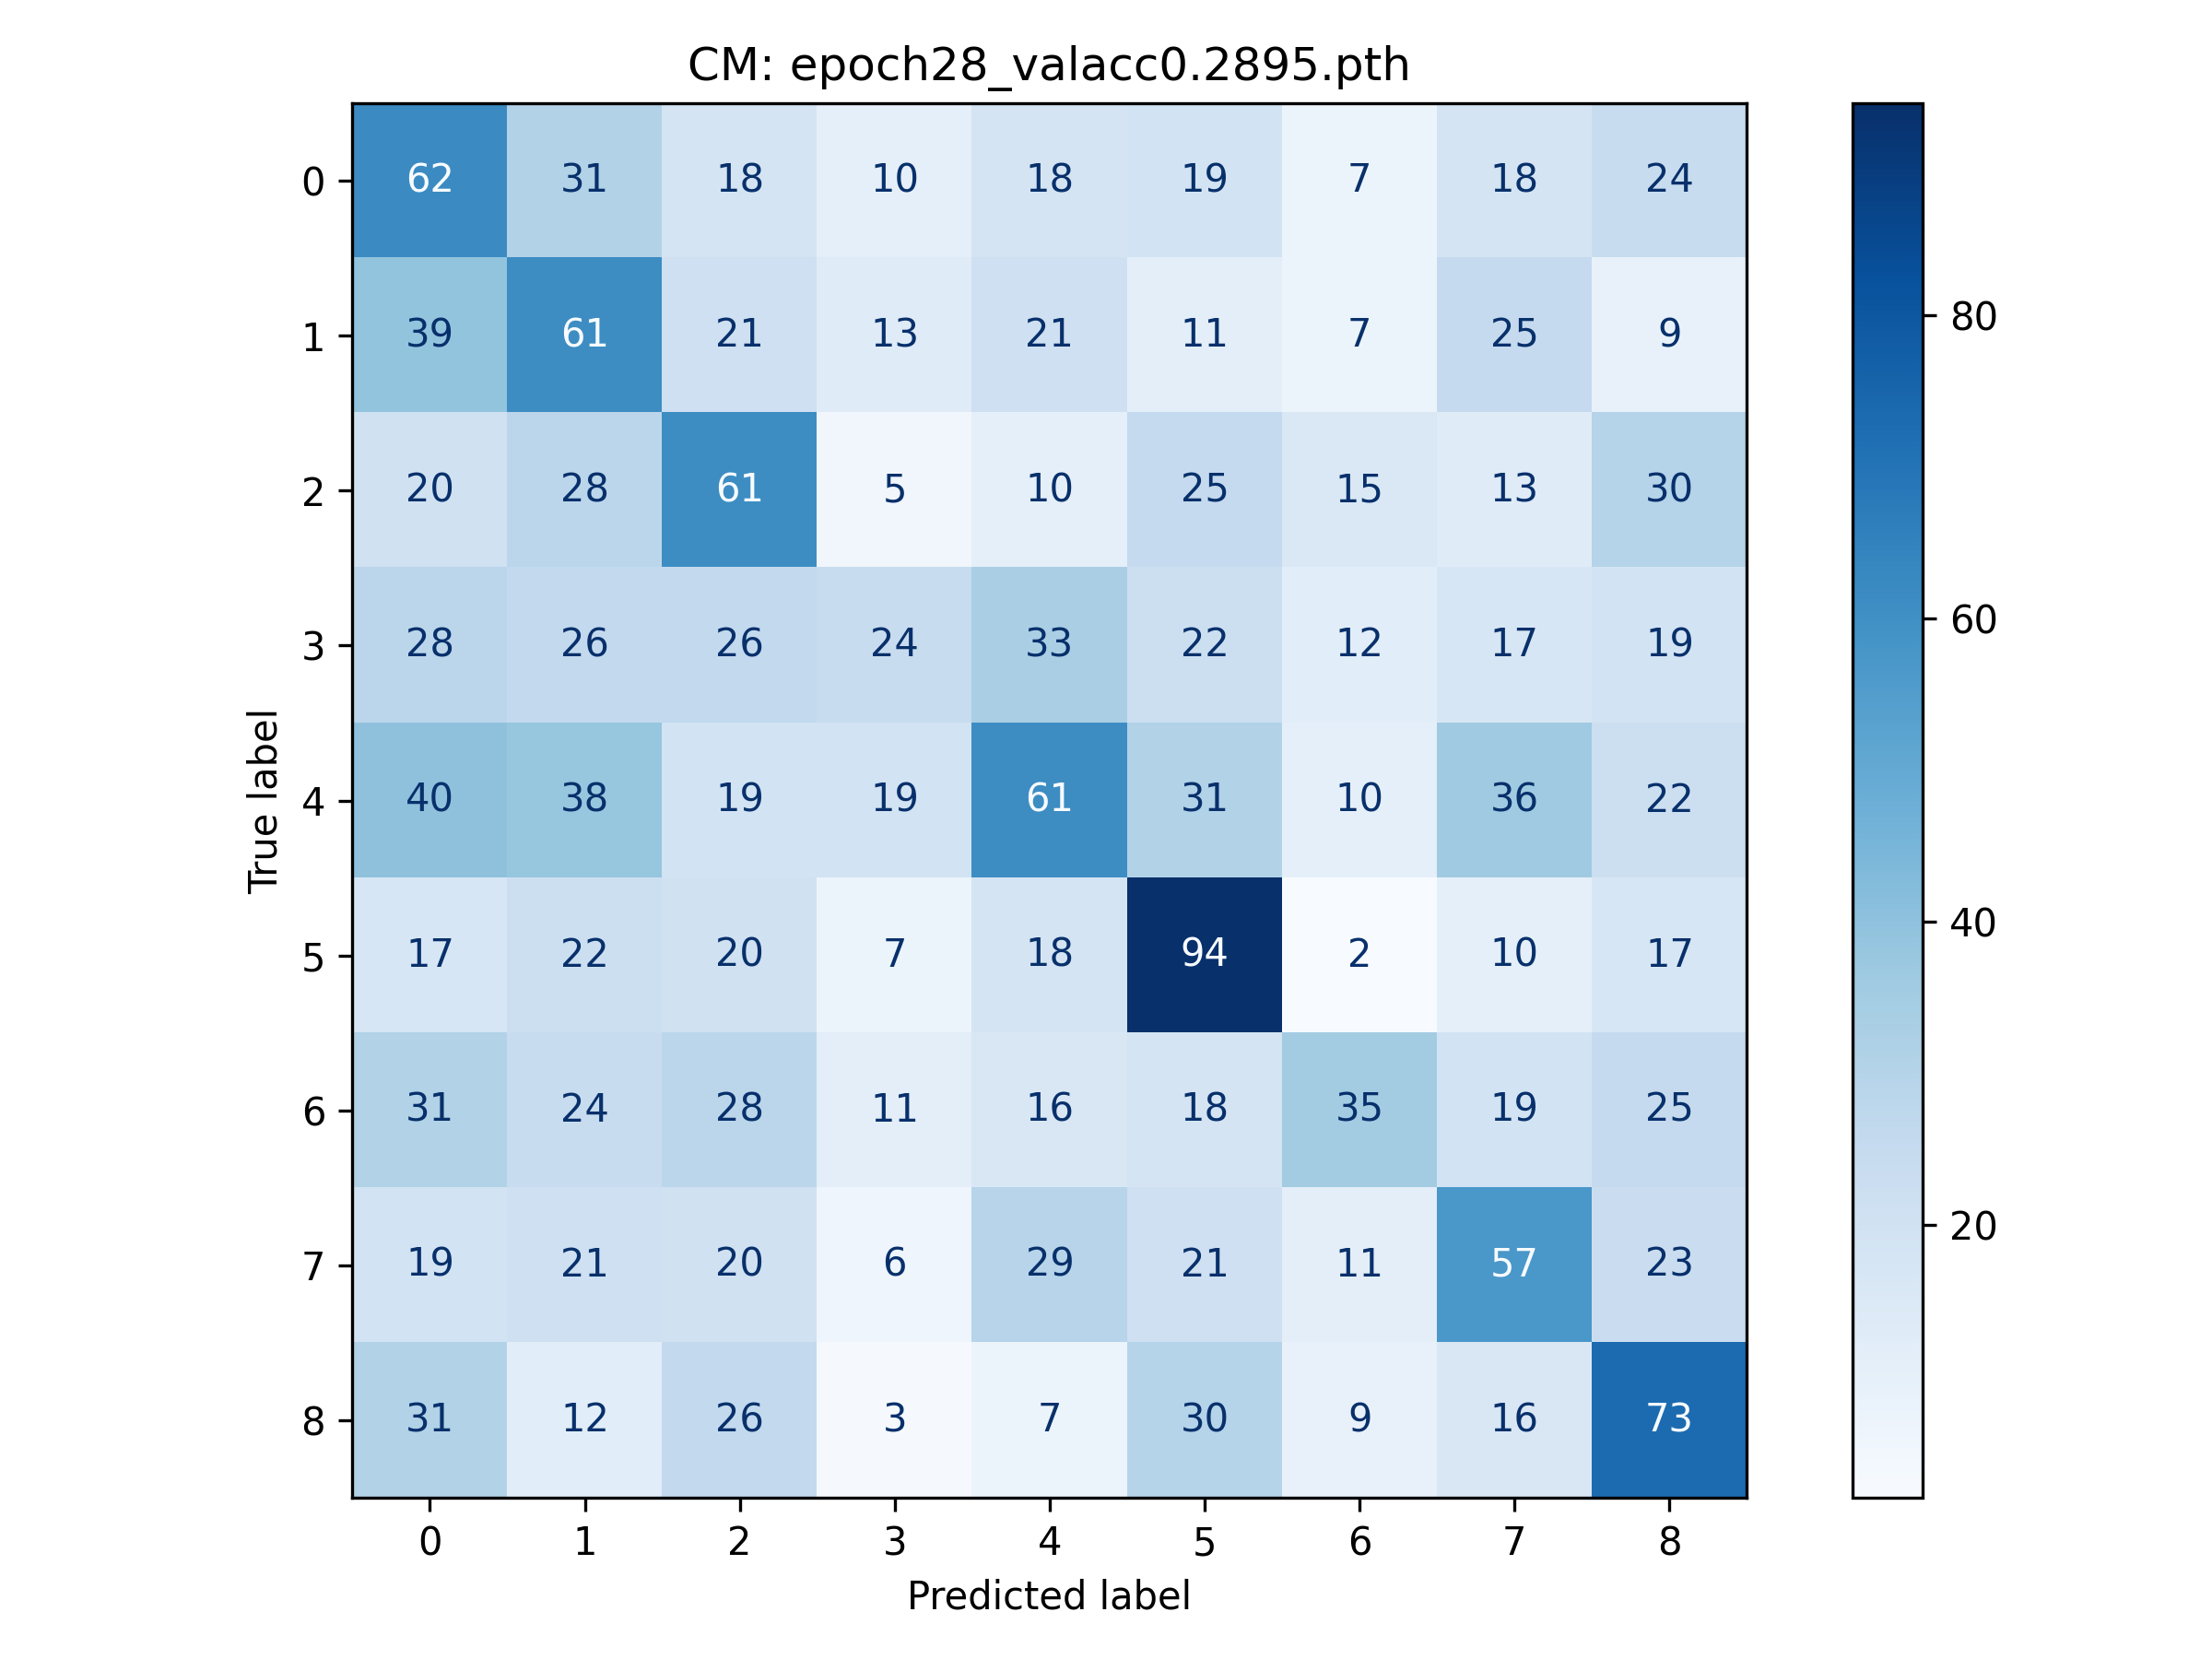 CM: epoch28_valacc0.2895.pth
0 62 31 18 10 18 19 7 18 24
1 39 61 21 13 21 11 7 25 9
2 20 28 61 5 10 25 15 13 30
3 28 26 26 24 33 22 12 17 19
4 40 38 19 19 61 31 10 36 22
5 17 22 20 7 18 94 2 10 17
6 31 24 28 11 16 18 35 19 25
7 19 21 20 6 29 21 11 57 23
8 31 12 26 3 7 30 9 16 73
0 1 2 3 4 5 6 7 8
Predicted label
True label
80
60
40
20